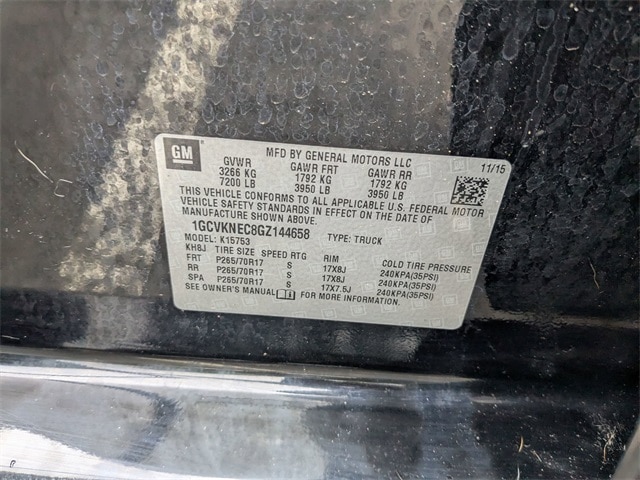 GM
MFD BY GENERAL MOTORS LLC 11/15
GVWR GAWR FRT GAWR RR
3266 KG 1792 KG 1792 KG
7200 LB 3950 LB 3950 LB
THIS VEHICLE CONFORMS TO ALL APPLICABLE U.S. FEDERAL MOTOR
VEHICLE SAFETY STANDARDS IN EFFECT ON THE DATE OF
MANUFACTURE SHOWN ABOVE.
1GCVKNEC8GZ144658 TYPE: TRUCK
MODEL: K15753
KH8J TIRE SIZE SPEED RTG RIM COLD TIRE PRESSURE
FRT P265/70R17 S 17X8J 240KPA(35PSI)
RR P265/70R17 S 17X8J 240KPA(35PSI)
SPA P265/70R17 S 17X7.5J 240KPA(35PSI)
SEE OWNER'S MANUAL FOR MORE INFORMATION.